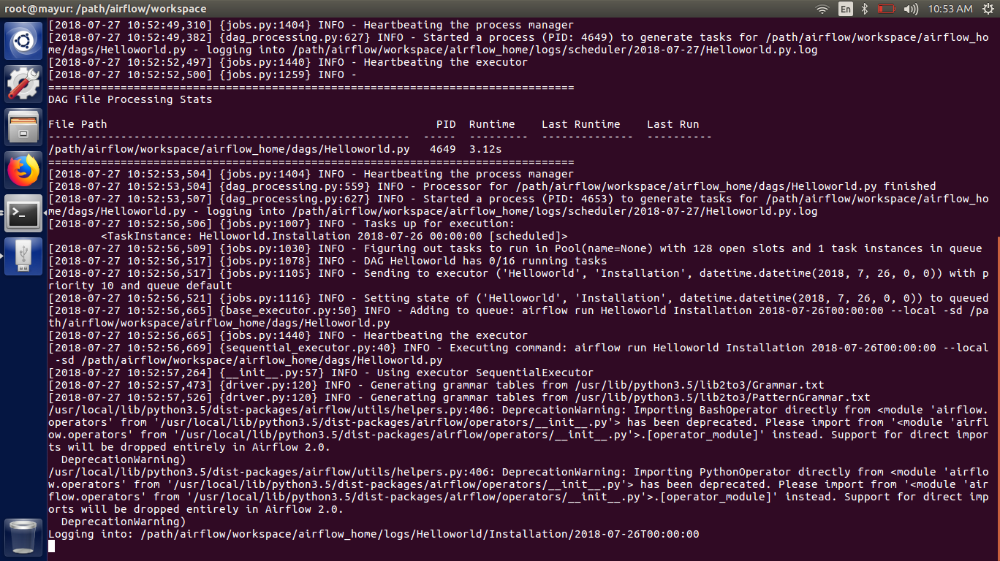 root@mayur: /path/airflow/workspace
En
10:53 AM
[2018-07-27 10:52:49,310] {jobs.py:1404} INFO - Heartbeating the process manager
[2018-07-27 10:52:49,382] {dag_processing.py:627} INFO - Started a process (PID: 4649) to generate tasks for /path/airflow/workspace/airflow_ho
me/dags/Helloworld.py - logging into /path/airflow/workspace/airflow_home/logs/scheduler/2018-07-27/Helloworld.py.log
[2018-07-27 10:52:52,497] {jobs.py:1440} INFO - Heartbeating the executor
[2018-07-27 10:52:52,500] {jobs.py:1259} INFO -
================================================================================
DAG File Processing Stats
File Path                                                  PID  Runtime    Last Runtime    Last Run
-------------------------------------------------------  -----  ---------  --------------  ----------
/path/airflow/workspace/airflow_home/dags/Helloworld.py   4649  3.12s
================================================================================
[2018-07-27 10:52:53,504] {jobs.py:1404} INFO - Heartbeating the process manager
[2018-07-27 10:52:53,504] {dag_processing.py:559} INFO - Processor for /path/airflow/workspace/airflow_home/dags/Helloworld.py finished
[2018-07-27 10:52:53,507] {dag_processing.py:627} INFO - Started a process (PID: 4653) to generate tasks for /path/airflow/workspace/airflow_ho
me/dags/Helloworld.py - logging into /path/airflow/workspace/airflow_home/logs/scheduler/2018-07-27/Helloworld.py.log
[2018-07-27 10:52:56,506] {jobs.py:1007} INFO - Tasks up for execution:
        <TaskInstance: Helloworld.Installation 2018-07-26 00:00:00 [scheduled]>
[2018-07-27 10:52:56,509] {jobs.py:1030} INFO - Figuring out tasks to run in Pool(name=None) with 128 open slots and 1 task instances in queue
[2018-07-27 10:52:56,517] {jobs.py:1078} INFO - DAG Helloworld has 0/16 running tasks
[2018-07-27 10:52:56,517] {jobs.py:1105} INFO - Sending to executor ('Helloworld', 'Installation', datetime.datetime(2018, 7, 26, 0, 0)) with p
riority 10 and queue default
[2018-07-27 10:52:56,521] {jobs.py:1116} INFO - Setting state of ('Helloworld', 'Installation', datetime.datetime(2018, 7, 26, 0, 0)) to queued
[2018-07-27 10:52:56,665] {base_executor.py:50} INFO - Adding to queue: airflow run Helloworld Installation 2018-07-26T00:00:00 --local -sd /pa
th/airflow/workspace/airflow_home/dags/Helloworld.py
[2018-07-27 10:52:56,665] {jobs.py:1440} INFO - Heartbeating the executor
[2018-07-27 10:52:56,669] {sequential_executor.py:40} INFO - Executing command: airflow run Helloworld Installation 2018-07-26T00:00:00 --local
 -sd /path/airflow/workspace/airflow_home/dags/Helloworld.py
[2018-07-27 10:52:57,264] {__init__.py:57} INFO - Using executor SequentialExecutor
[2018-07-27 10:52:57,473] {driver.py:120} INFO - Generating grammar tables from /usr/lib/python3.5/lib2to3/Grammar.txt
[2018-07-27 10:52:57,526] {driver.py:120} INFO - Generating grammar tables from /usr/lib/python3.5/lib2to3/PatternGrammar.txt
/usr/local/lib/python3.5/dist-packages/airflow/utils/helpers.py:406: DeprecationWarning: Importing BashOperator directly from <module 'airflow.
operators' from '/usr/local/lib/python3.5/dist-packages/airflow/operators/__init__.py'> has been deprecated. Please import from '<module 'airfl
ow.operators' from '/usr/local/lib/python3.5/dist-packages/airflow/operators/__init__.py'>.[operator_module]' instead. Support for direct impor
ts will be dropped entirely in Airflow 2.0.
  DeprecationWarning)
/usr/local/lib/python3.5/dist-packages/airflow/utils/helpers.py:406: DeprecationWarning: Importing PythonOperator directly from <module 'airflo
w.operators' from '/usr/local/lib/python3.5/dist-packages/airflow/operators/__init__.py'> has been deprecated. Please import from '<module 'air
flow.operators' from '/usr/local/lib/python3.5/dist-packages/airflow/operators/__init__.py'>.[operator_module]' instead. Support for direct imp
orts will be dropped entirely in Airflow 2.0.
  DeprecationWarning)
Logging into: /path/airflow/workspace/airflow_home/logs/Helloworld/Installation/2018-07-26T00:00:00